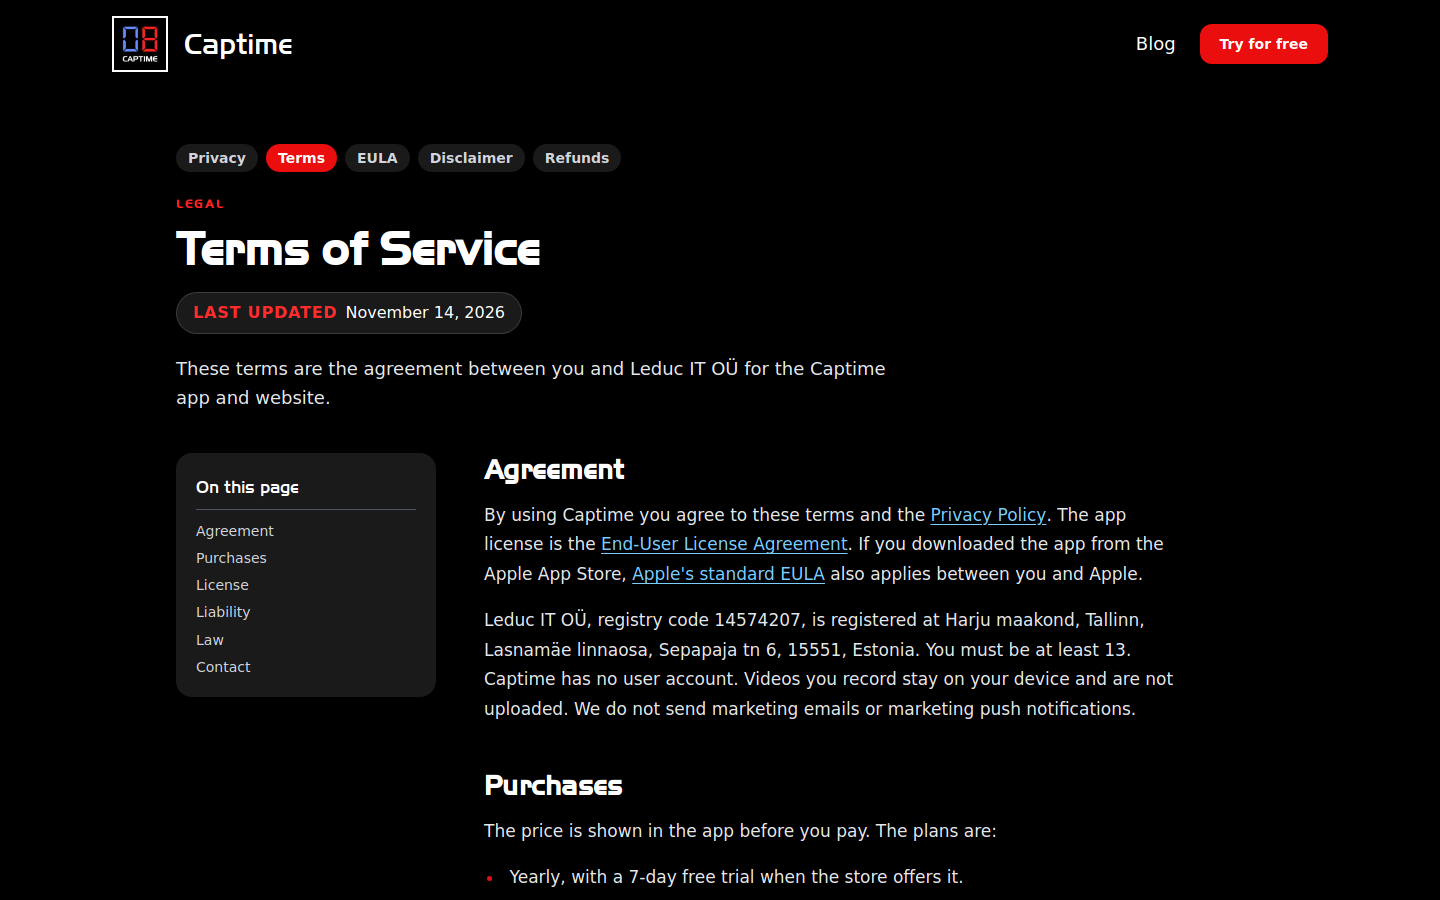 08
CAPTIME
Captime
Blog
Try for free
Privacy
Terms
EULA
Disclaimer
Refunds
LEGAL
Terms of Service
LAST UPDATED November 14, 2026
These terms are the agreement between you and Leduc IT OÜ for the Captime
app and website.
On this page
Agreement
Purchases
License
Liability
Law
Contact
Agreement
By using Captime you agree to these terms and the Privacy Policy. The app
license is the End-User License Agreement. If you downloaded the app from the
Apple App Store, Apple's standard EULA also applies between you and Apple.
Leduc IT OÜ, registry code 14574207, is registered at Harju maakond, Tallinn,
Lasnamäe linnaosa, Sepapaja tn 6, 15551, Estonia. You must be at least 13.
Captime has no user account. Videos you record stay on your device and are not
uploaded. We do not send marketing emails or marketing push notifications.
Purchases
The price is shown in the app before you pay. The plans are:
• Yearly, with a 7-day free trial when the store offers it.